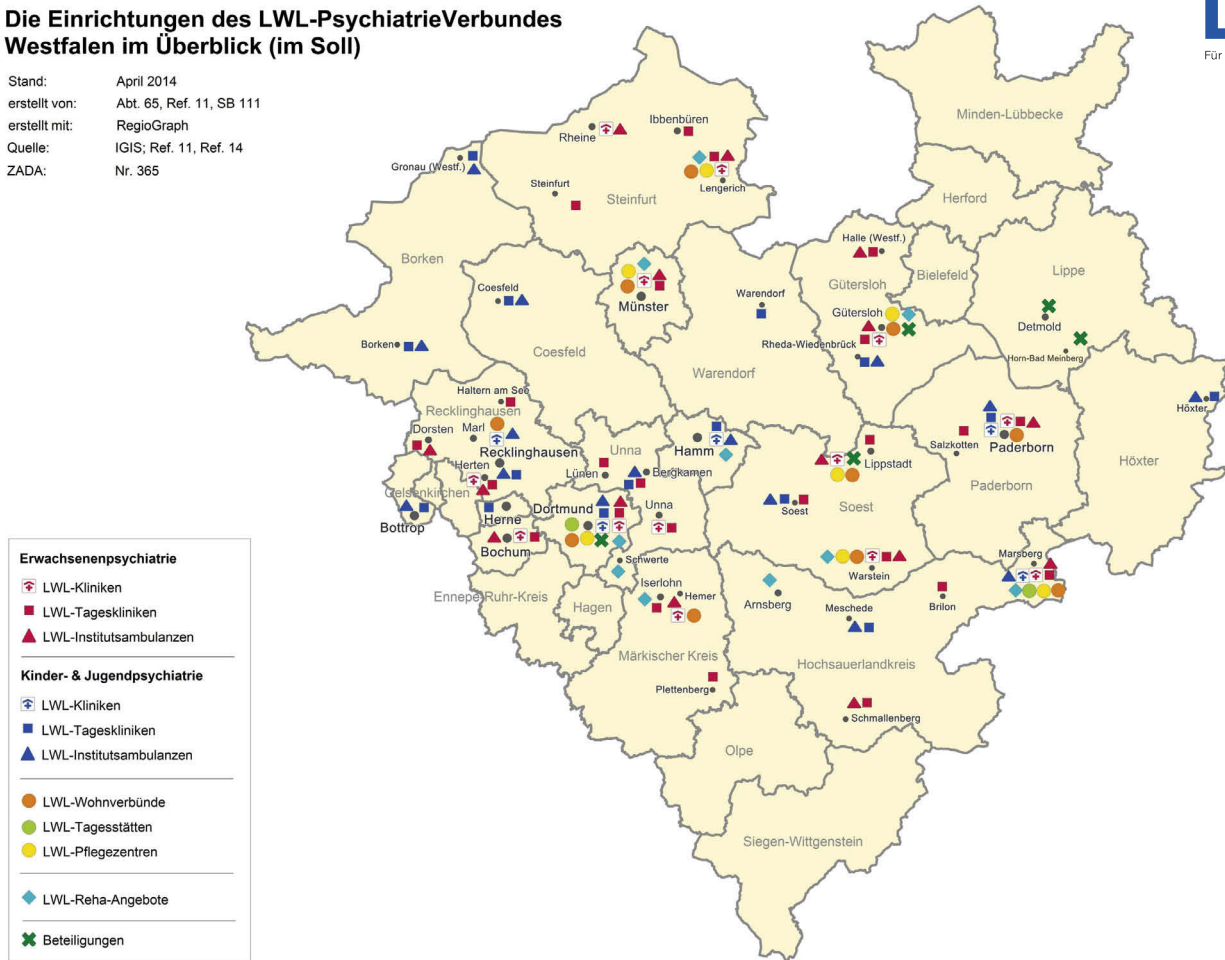 Die Einrichtungen des LWL-PsychiatrieVerbundes
Westfalen im Überblick (im Soll)
Stand: April 2014
erstellt von: Abt. 65, Ref. 11, SB 111
erstellt mit: RegioGraph
Quelle: IGIS; Ref. 11, Ref. 14
ZADA: Nr. 365
L
Für
Minden-Lübbecke
Ibbenbüren
Rheine
Gronau (Westf.)
Steinfurt
Lengerich
Steinfurt
Herford
Halle (Westf.)
Borken
Bielefeld
Lippe
Gütersloh
Coesfeld
Münster
Warendorf
Gütersloh
Detmold
Borken
Rheda-Wiedenbrück
Horn-Bad Meinberg
Coesfeld
Warendorf
Haltern am See
Recklinghausen
Höxter
Dorsten
Marl
Recklinghausen
Hamm
Salzkotten
Paderborn
Unna
Lippstadt
Höxter
Herten
Lünen
Bergkamen
Gelsenkirchen
Paderborn
Unna
Soest
Soest
Bottrop
Herne
Dortmund
Bochum
Schwerte
Warstein
Marsberg
Iserlohn
Hemer
Ennepe-Ruhr-Kreis
Hagen
Arnsberg
Meschede
Brilon
Märkischer Kreis
Hochsauerlandkreis
Plettenberg
Schmallenberg
Olpe
Siegen-Wittgenstein
Erwachsenenpsychiatrie
LWL-Kliniken
LWL-Tageskliniken
LWL-Institutsambulanzen
Kinder- & Jugendpsychiatrie
LWL-Kliniken
LWL-Tageskliniken
LWL-Institutsambulanzen
LWL-Wohnverbünde
LWL-Tagesstätten
LWL-Pflegezentren
LWL-Reha-Angebote
Beteiligungen